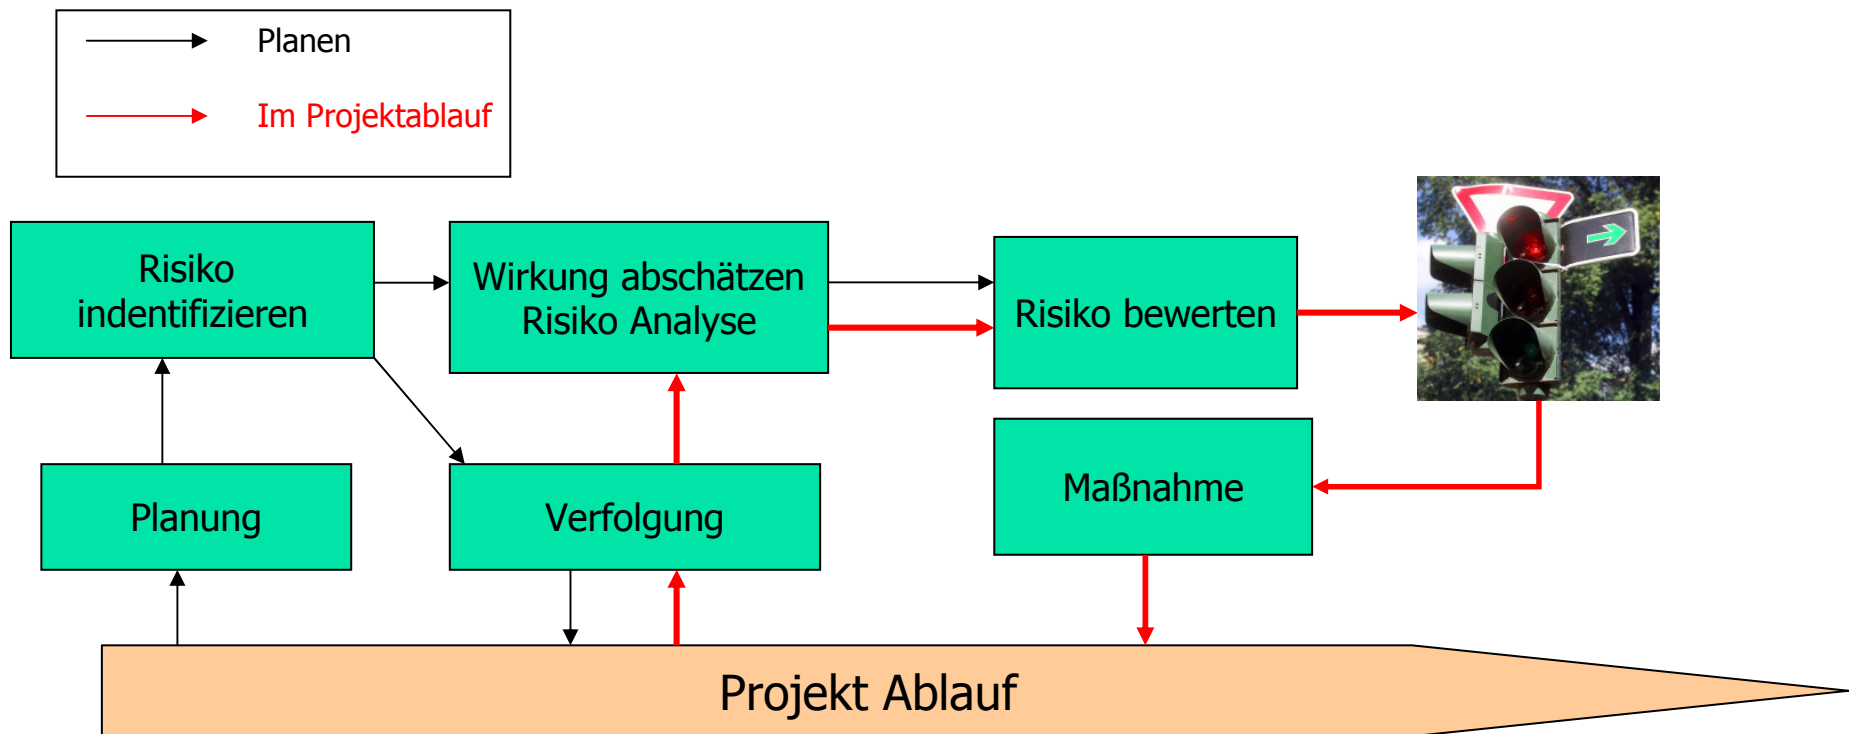 Planen
Im Projektablauf
Risiko
indentifizieren
Wirkung abschätzen
Risiko Analyse
Risiko bewerten
Planung
Verfolgung
Maßnahme
Projekt Ablauf